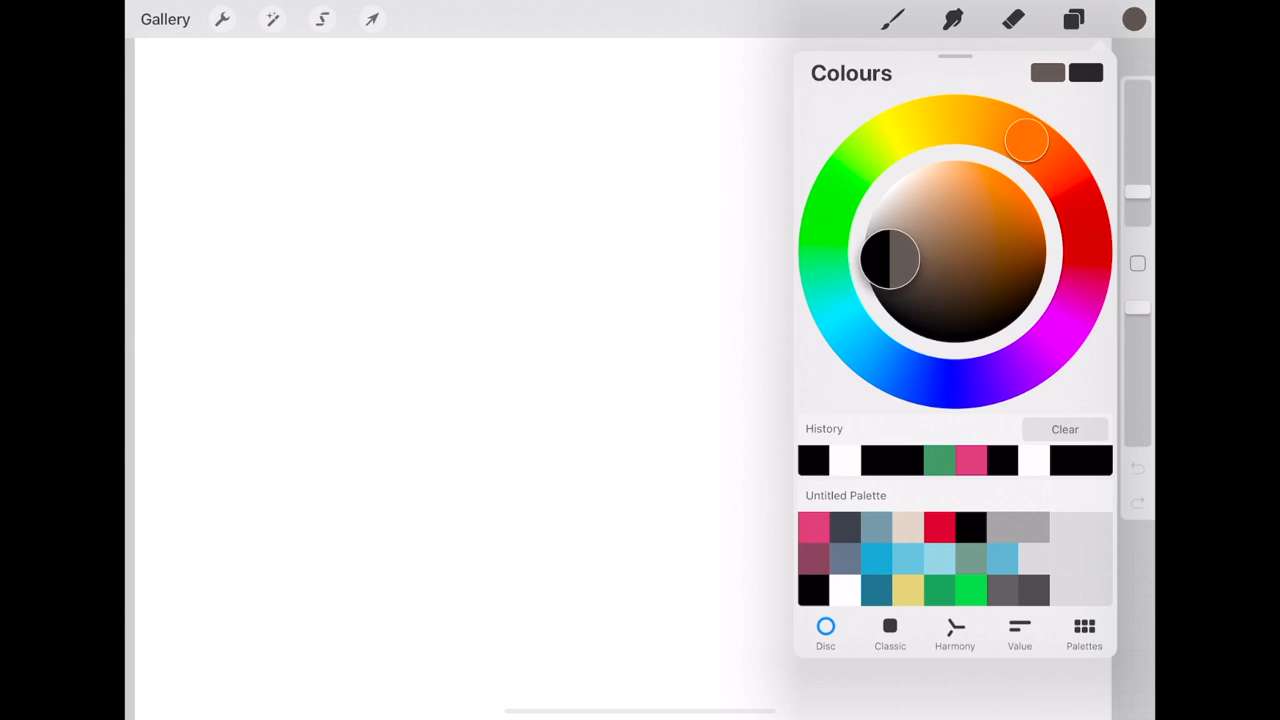 Gallery
Colours
History
Clear
Untitled Palette
Disc
Classic
Harmony
Value
Palettes